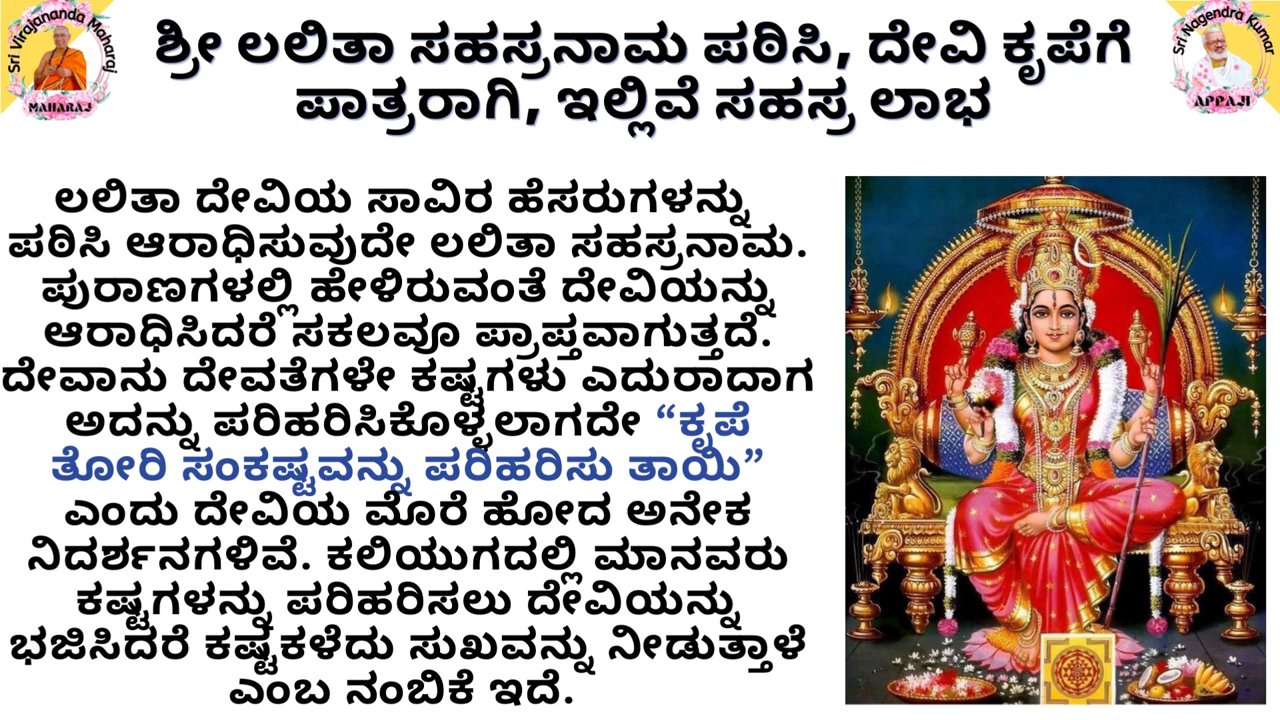 Sri Virajananda Maharaj
MAHARAJ
ಶ್ರೀ ಲಲಿತಾ ಸಹಸ್ರನಾಮ ಪಠಿಸಿ, ದೇವಿ ಕೃಪೆಗೆ
ಪಾತ್ರರಾಗಿ, ಇಲ್ಲಿವೆ ಸಹಸ್ರ ಲಾಭ
Sri Nagendra Kumar
APPAJI
ಲಲಿತಾ ದೇವಿಯ ಸಾವಿರ ಹೆಸರುಗಳನ್ನು
ಪಠಿಸಿ ಆರಾಧಿಸುವುದೇ ಲಲಿತಾ ಸಹಸ್ರನಾಮ.
ಪುರಾಣಗಳಲ್ಲಿ ಹೇಳಿರುವಂತೆ ದೇವಿಯನ್ನು
ಆರಾಧಿಸಿದರೆ ಸಕಲವೂ ಪ್ರಾಪ್ತವಾಗುತ್ತದೆ.
ದೇವಾನು ದೇವತೆಗಳೇ ಕಷ್ಟಗಳು ಎದುರಾದಾಗ
ಅದನ್ನು ಪರಿಹರಿಸಿಕೊಳ್ಳಲಾಗದೇ “ಕೃಪೆ
ತೋರಿ ಸಂಕಷ್ಟವನ್ನು ಪರಿಹರಿಸು ತಾಯಿ”
ಎಂದು ದೇವಿಯ ಮೊರೆ ಹೋದ ಅನೇಕ
ನಿದರ್ಶನಗಳಿವೆ. ಕಲಿಯುಗದಲ್ಲಿ ಮಾನವರು
ಕಷ್ಟಗಳನ್ನು ಪರಿಹರಿಸಲು ದೇವಿಯನ್ನು
ಭಜಿಸಿದರೆ ಕಷ್ಟಕಳೆದು ಸುಖವನ್ನು ನೀಡುತ್ತಾಳೆ
ಎಂಬ ನಂಬಿಕೆ ಇದೆ.